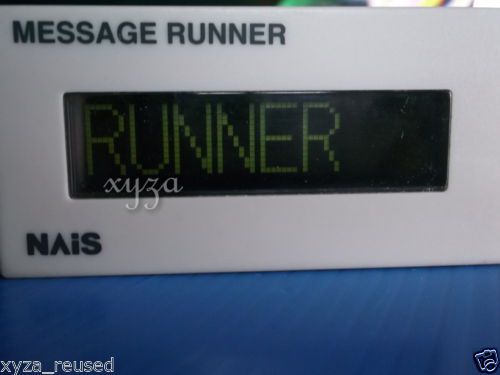 MESSAGE RUNNER
RUNNER
xyza
NAiS
xyza_reused